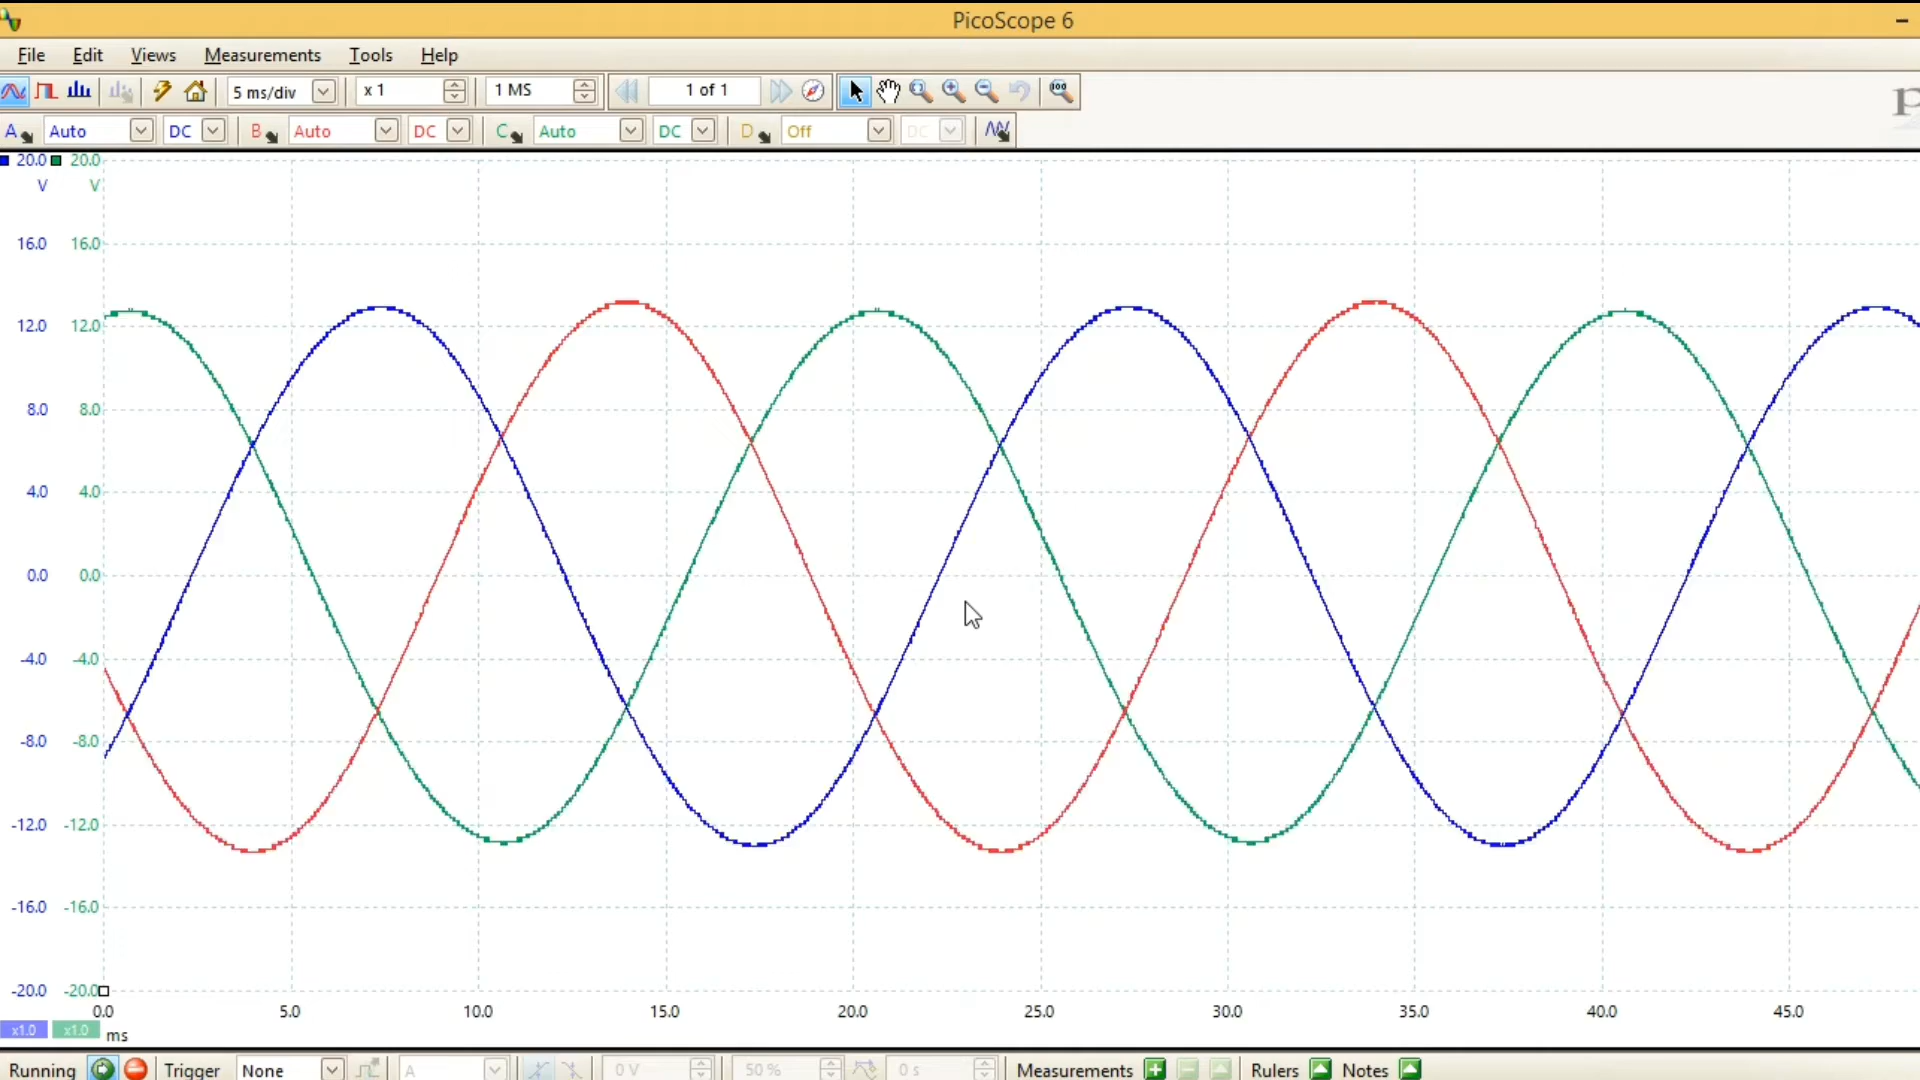 PicoScope 6
File Edit Views Measurements Tools Help
5 ms/div x 1 1 MS 1 of 1
A Auto DC B Auto DC C Auto DC D Off DC
20.0 20.0
V V
16.0 16.0
12.0 12.0
8.0 8.0
4.0 4.0
0.0 0.0
-4.0 -4.0
-8.0 -8.0
-12.0 -12.0
-16.0 -16.0
-20.0 -20.0
0.0 5.0 10.0 15.0 20.0 25.0 30.0 35.0 40.0 45.0
x1.0 x1.0 ms
Running Trigger None A 0 V 50 % 0 s Measurements Rulers Notes